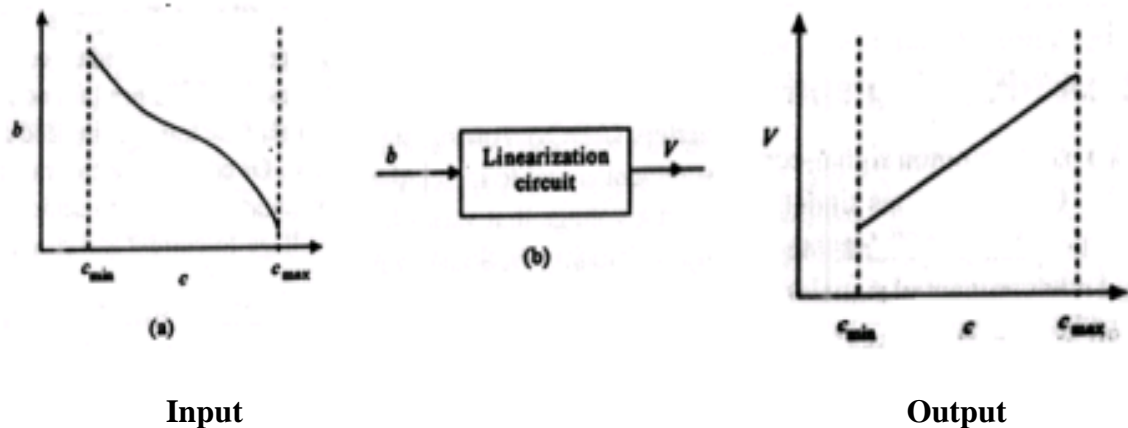 b
c_min c c_max
(a)
b
Linearization
circuit
V
(b)
V
c_min c c_max
Input
Output